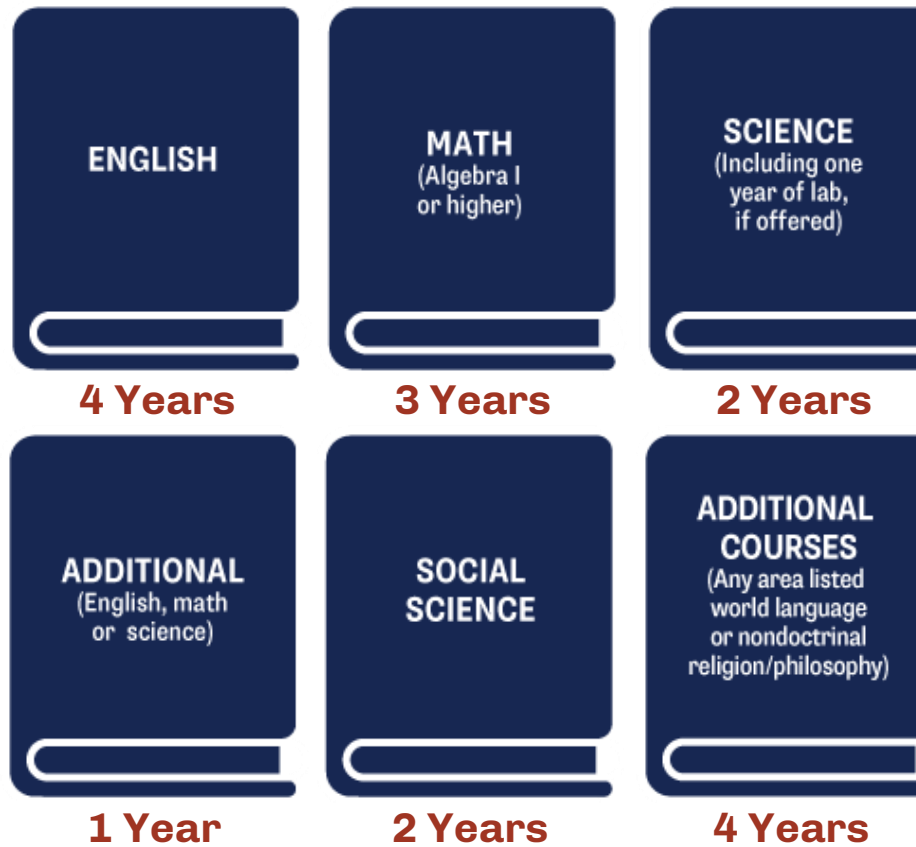 ENGLISH
4 Years
MATH
(Algebra I
or higher)
3 Years
SCIENCE
(Including one
year of lab,
if offered)
2 Years
ADDITIONAL
(English, math
or science)
1 Year
SOCIAL
SCIENCE
2 Years
ADDITIONAL
COURSES
(Any area listed
world language
or nondoctrinal
religion/philosophy)
4 Years